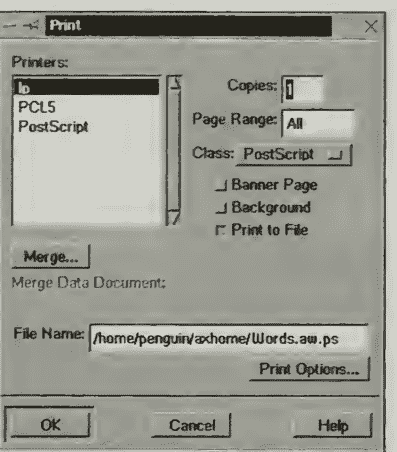 Print
Printers:
lp
PCL5
PostScript
Copies: 1
Page Range: All
Class: PostScript
Banner Page
Background
Print to File
Merge...
Merge Data Document:
File Name: /home/penguin/axhome/Words.aw.ps
Print Options...
OK Cancel Help